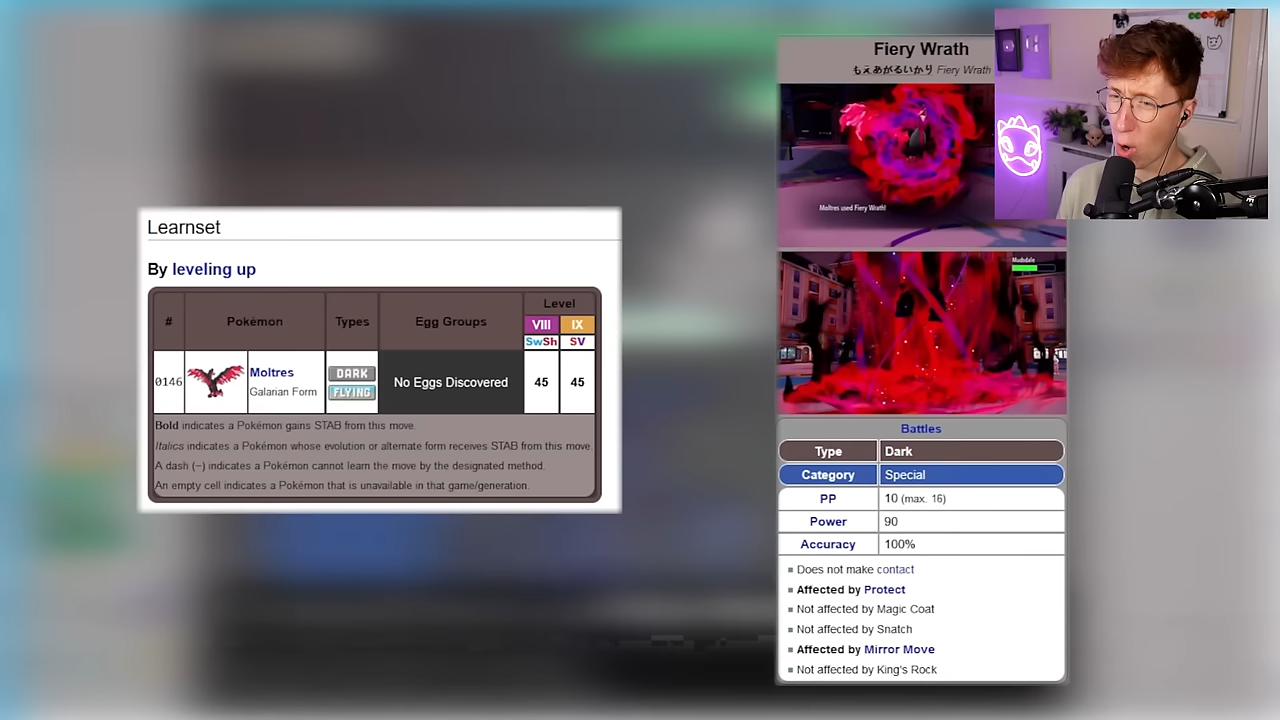 Learnset
By leveling up
# Pokémon Types Egg Groups Level
VIII IX
SwSh SV
0146 Moltres Galarian Form DARK FLYING No Eggs Discovered 45 45
Bold indicates a Pokémon gains STAB from this move.
Italics indicates a Pokémon whose evolution or alternate form receives STAB from this move.
A dash (−) indicates a Pokémon cannot learn the move by the designated method.
An empty cell indicates a Pokémon that is unavailable in that game/generation.
Fiery Wrath
もえあがるいかり Fiery Wrath
Moltres used Fiery Wrath!
Mudsdale
Battles
Type Dark
Category Special
PP 10 (max. 16)
Power 90
Accuracy 100%
Does not make contact
Affected by Protect
Not affected by Magic Coat
Not affected by Snatch
Affected by Mirror Move
Not affected by King's Rock